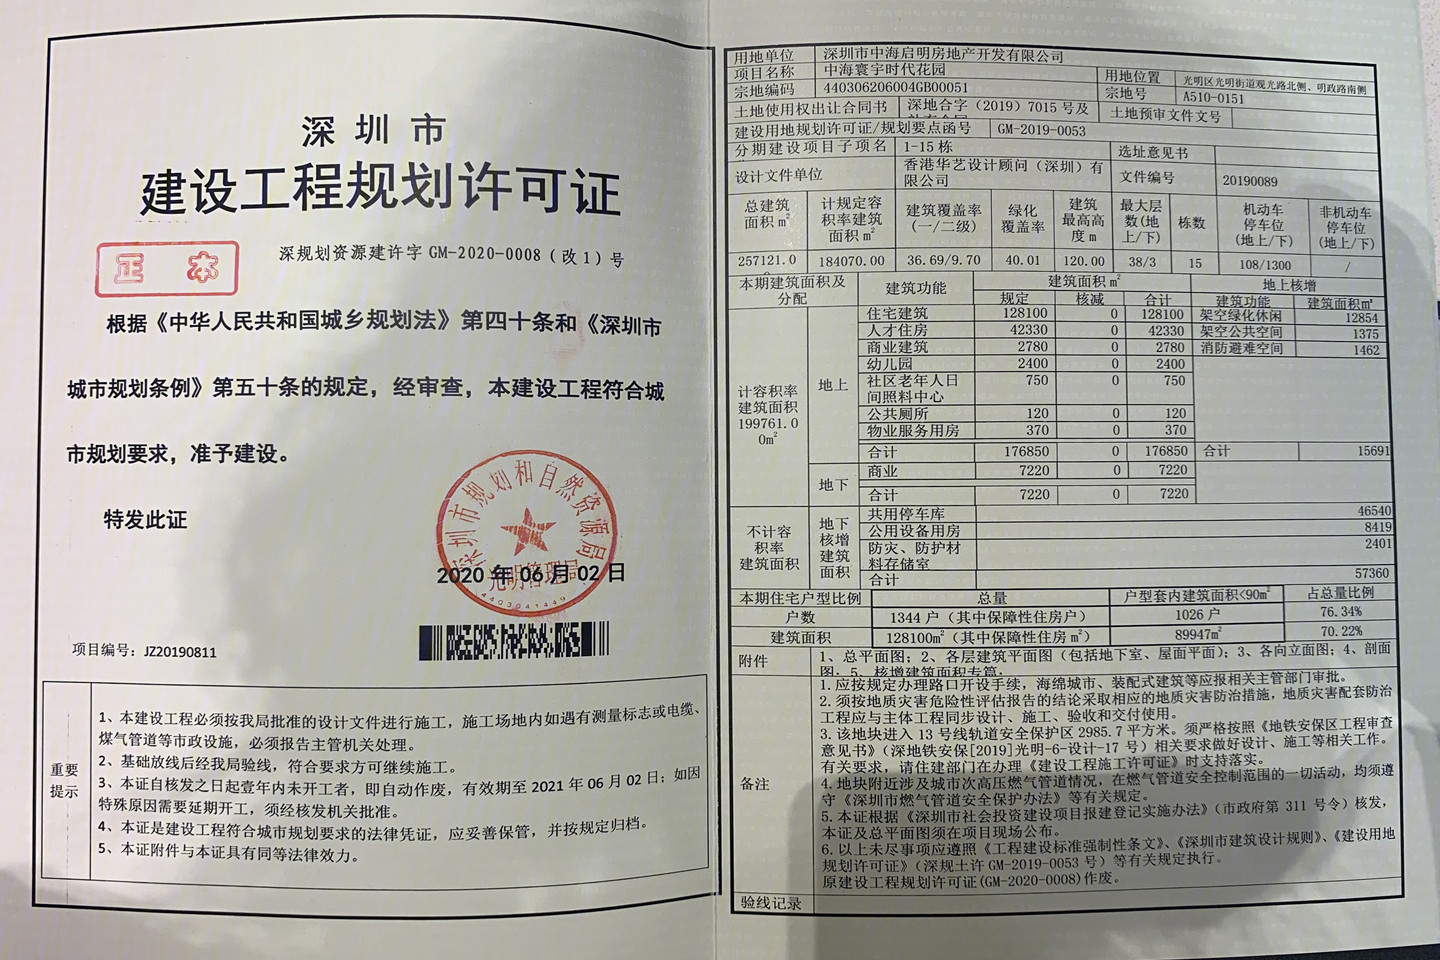 深圳市
建设工程规划许可证
正 本
深规划资源建许字 GM-2020-0008（改1）号
根据《中华人民共和国城乡规划法》第四十条和《深圳市
城市规划条例》第五十条的规定，经审查，本建设工程符合城
市规划要求，准予建设。
特发此证
深圳市规划和自然资源局
光明管理局
2020 年 06 月 02 日
4403041449
项目编号：JZ20190811
重要
提示
1、本建设工程必须按我局批准的设计文件进行施工，施工场地内如遇有测量标志或电缆、
煤气管道等市政设施，必须报告主管机关处理。
2、基础放线后经我局验线，符合要求方可继续施工。
3、本证自核发之日起壹年内未开工者，即自动作废，有效期至 2021 年 06 月 02 日；如因
特殊原因需要延期开工，须经核发机关批准。
4、本证是建设工程符合城市规划要求的法律凭证，应妥善保管，并按规定归档。
5、本证附件与本证具有同等法律效力。
用地单位 深圳市中海启明房地产开发有限公司
项目名称 中海寰宇时代花园 用地位置 光明区光明街道观光路北侧、明政路南侧
宗地编码 440306206004GB00051 宗地号 A510-0151
土地使用权出让合同书 深地合字（2019）7015 号及 土地预审文件文号
建设用地规划许可证/规划要点函号 GM-2019-0053
分期建设项目子项名 1-15 栋 选址意见书
设计文件单位 香港华艺设计顾问（深圳）有
限公司 文件编号 20190089
总建筑
面积㎡ 计规定容
积率建筑
面积㎡ 建筑覆盖率
(一/二级) 绿化
覆盖率 建筑
最高高
度 m 最大层
数(地
上/下) 栋数 机动车
停车位
(地上/下) 非机动车
停车位
(地上/下)
257121.0 184070.00 36.69/9.70 40.01 120.00 38/3 15 108/1300 /
本期建筑面积及
分配 建筑功能 建筑面积㎡ 地上核增
规定 核减 合计 建筑功能 建筑面积㎡
计容积率
建筑面积
199761.0
0㎡
地上
住宅建筑 128100 0 128100 架空绿化休闲 12854
人才住房 42330 0 42330 架空公共空间 1375
商业建筑 2780 0 2780 消防避难空间 1462
幼儿园 2400 0 2400
社区老年人日
间照料中心 750 0 750
公共厕所 120 0 120
物业服务用房 370 0 370
合计 176850 0 176850 合计 15691
地下
商业 7220 0 7220
合计 7220 0 7220
不计容
积率
建筑面积
地下
核增
建筑
面积
共用停车库 46540
公用设备用房 8419
防灾、防护材
料存储室 2401
合计 57360
本期住宅户型比例 总量 户型套内建筑面积<90㎡ 占总量比例
户数 1344 户（其中保障性住房户） 1026 户 76.34%
建筑面积 128100㎡（其中保障性住房㎡） 89947㎡ 70.22%
附件
1、总平面图；2、各层建筑平面图（包括地下室、屋面平面）；3、各向立面图；4、剖面
图；5、核增建筑面积专篇；
备注
1. 应按规定办理路口开设手续，海绵城市、装配式建筑等应报相关主管部门审批。
2. 须按地质灾害危险性评估报告的结论采取相应的地质灾害防治措施，地质灾害配套防治
工程应与主体工程同步设计、施工、验收和交付使用。
3. 该地块进入 13 号线轨道安全保护区 2985.7 平方米。须严格按照《地铁安保区工程审查
意见书》（深地铁安保[2019]光明-6-设计-17 号）相关要求做好设计、施工等相关工作。
有关要求，请住建部门在办理《建设工程施工许可证》时支持落实。
4. 地块附近涉及城市次高压燃气管道情况，在燃气管道安全控制范围的一切活动，均须遵
守《深圳市燃气管道安全保护办法》等有关规定。
5. 本证根据《深圳市社会投资建设项目报建登记实施办法》（市政府第 311 号令）核发，
本证及总平面图须在项目现场公布。
6. 以上未尽事项应遵照《工程建设标准强制性条文》、《深圳市建筑设计规则》、《建设用地
规划许可证》（深规土许 GM-2019-0053 号）等有关规定执行。
原建设工程规划许可证(GM-2020-0008)作废。
验线记录